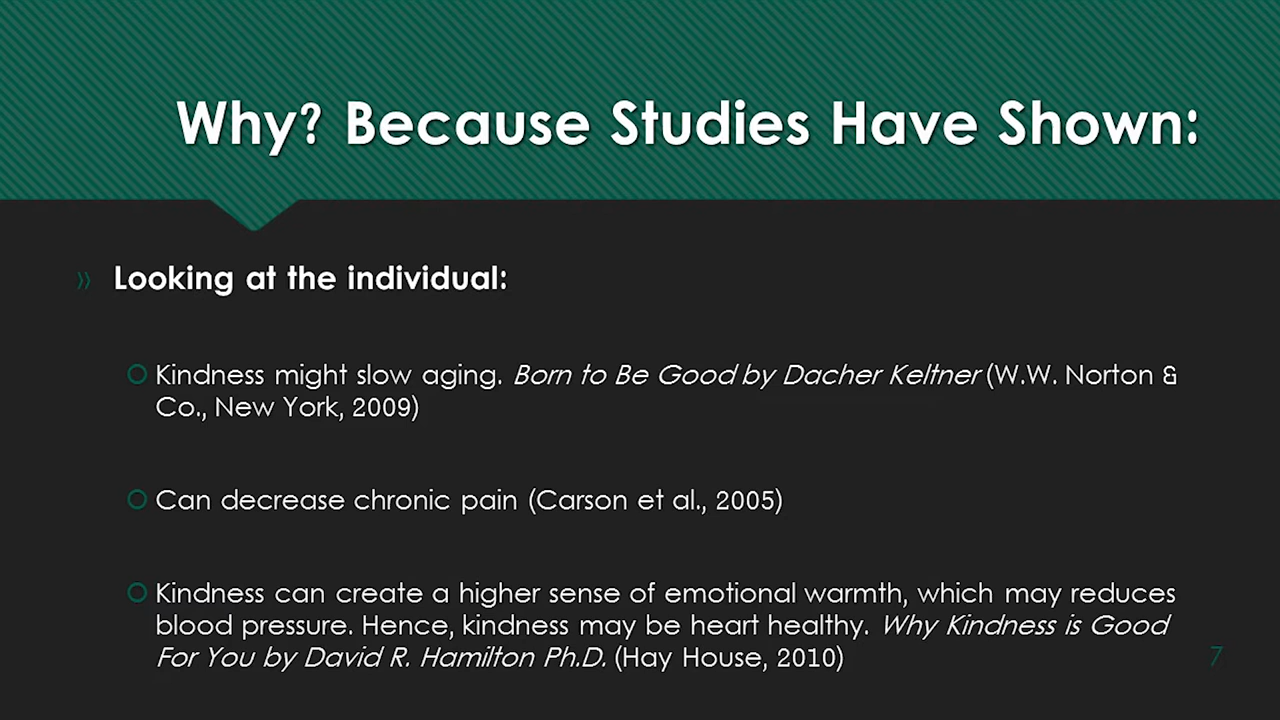 Why? Because Studies Have Shown:
Looking at the individual:
Kindness might slow aging. Born to Be Good by Dacher Keltner (W.W. Norton &
Co., New York, 2009)
Can decrease chronic pain (Carson et al., 2005)
Kindness can create a higher sense of emotional warmth, which may reduces
blood pressure. Hence, kindness may be heart healthy. Why Kindness is Good
For You by David R. Hamilton Ph.D. (Hay House, 2010)
7